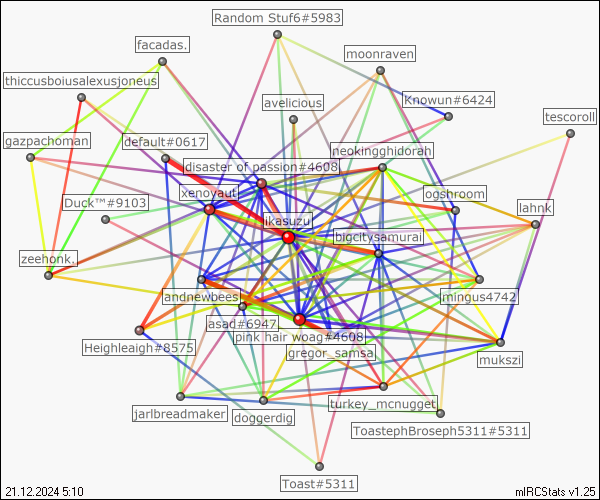 Random Stuf6#5983
facadas.
moonraven
thiccusboiusalexusjoneus
avelicious
Knowun#6424
tescoroll
gazpachoman
default#0617
neokingghidorah
disaster of passion#4608
xenoyaut
ogshroom
Duck™#9103
lahnk
ikasuzu
bigcitysamurai
zeehonk.
andnewbees
mingus4742
asad#6947
pink hair woag#4608
Heighleaigh#8575
gregor_samsa_
mukszi
jarlbreadmaker
doggerdig
turkey_mcnugget
ToastephBroseph5311#5311
Toast#5311
21.12.2024 5:10
mIRCStats v1.25